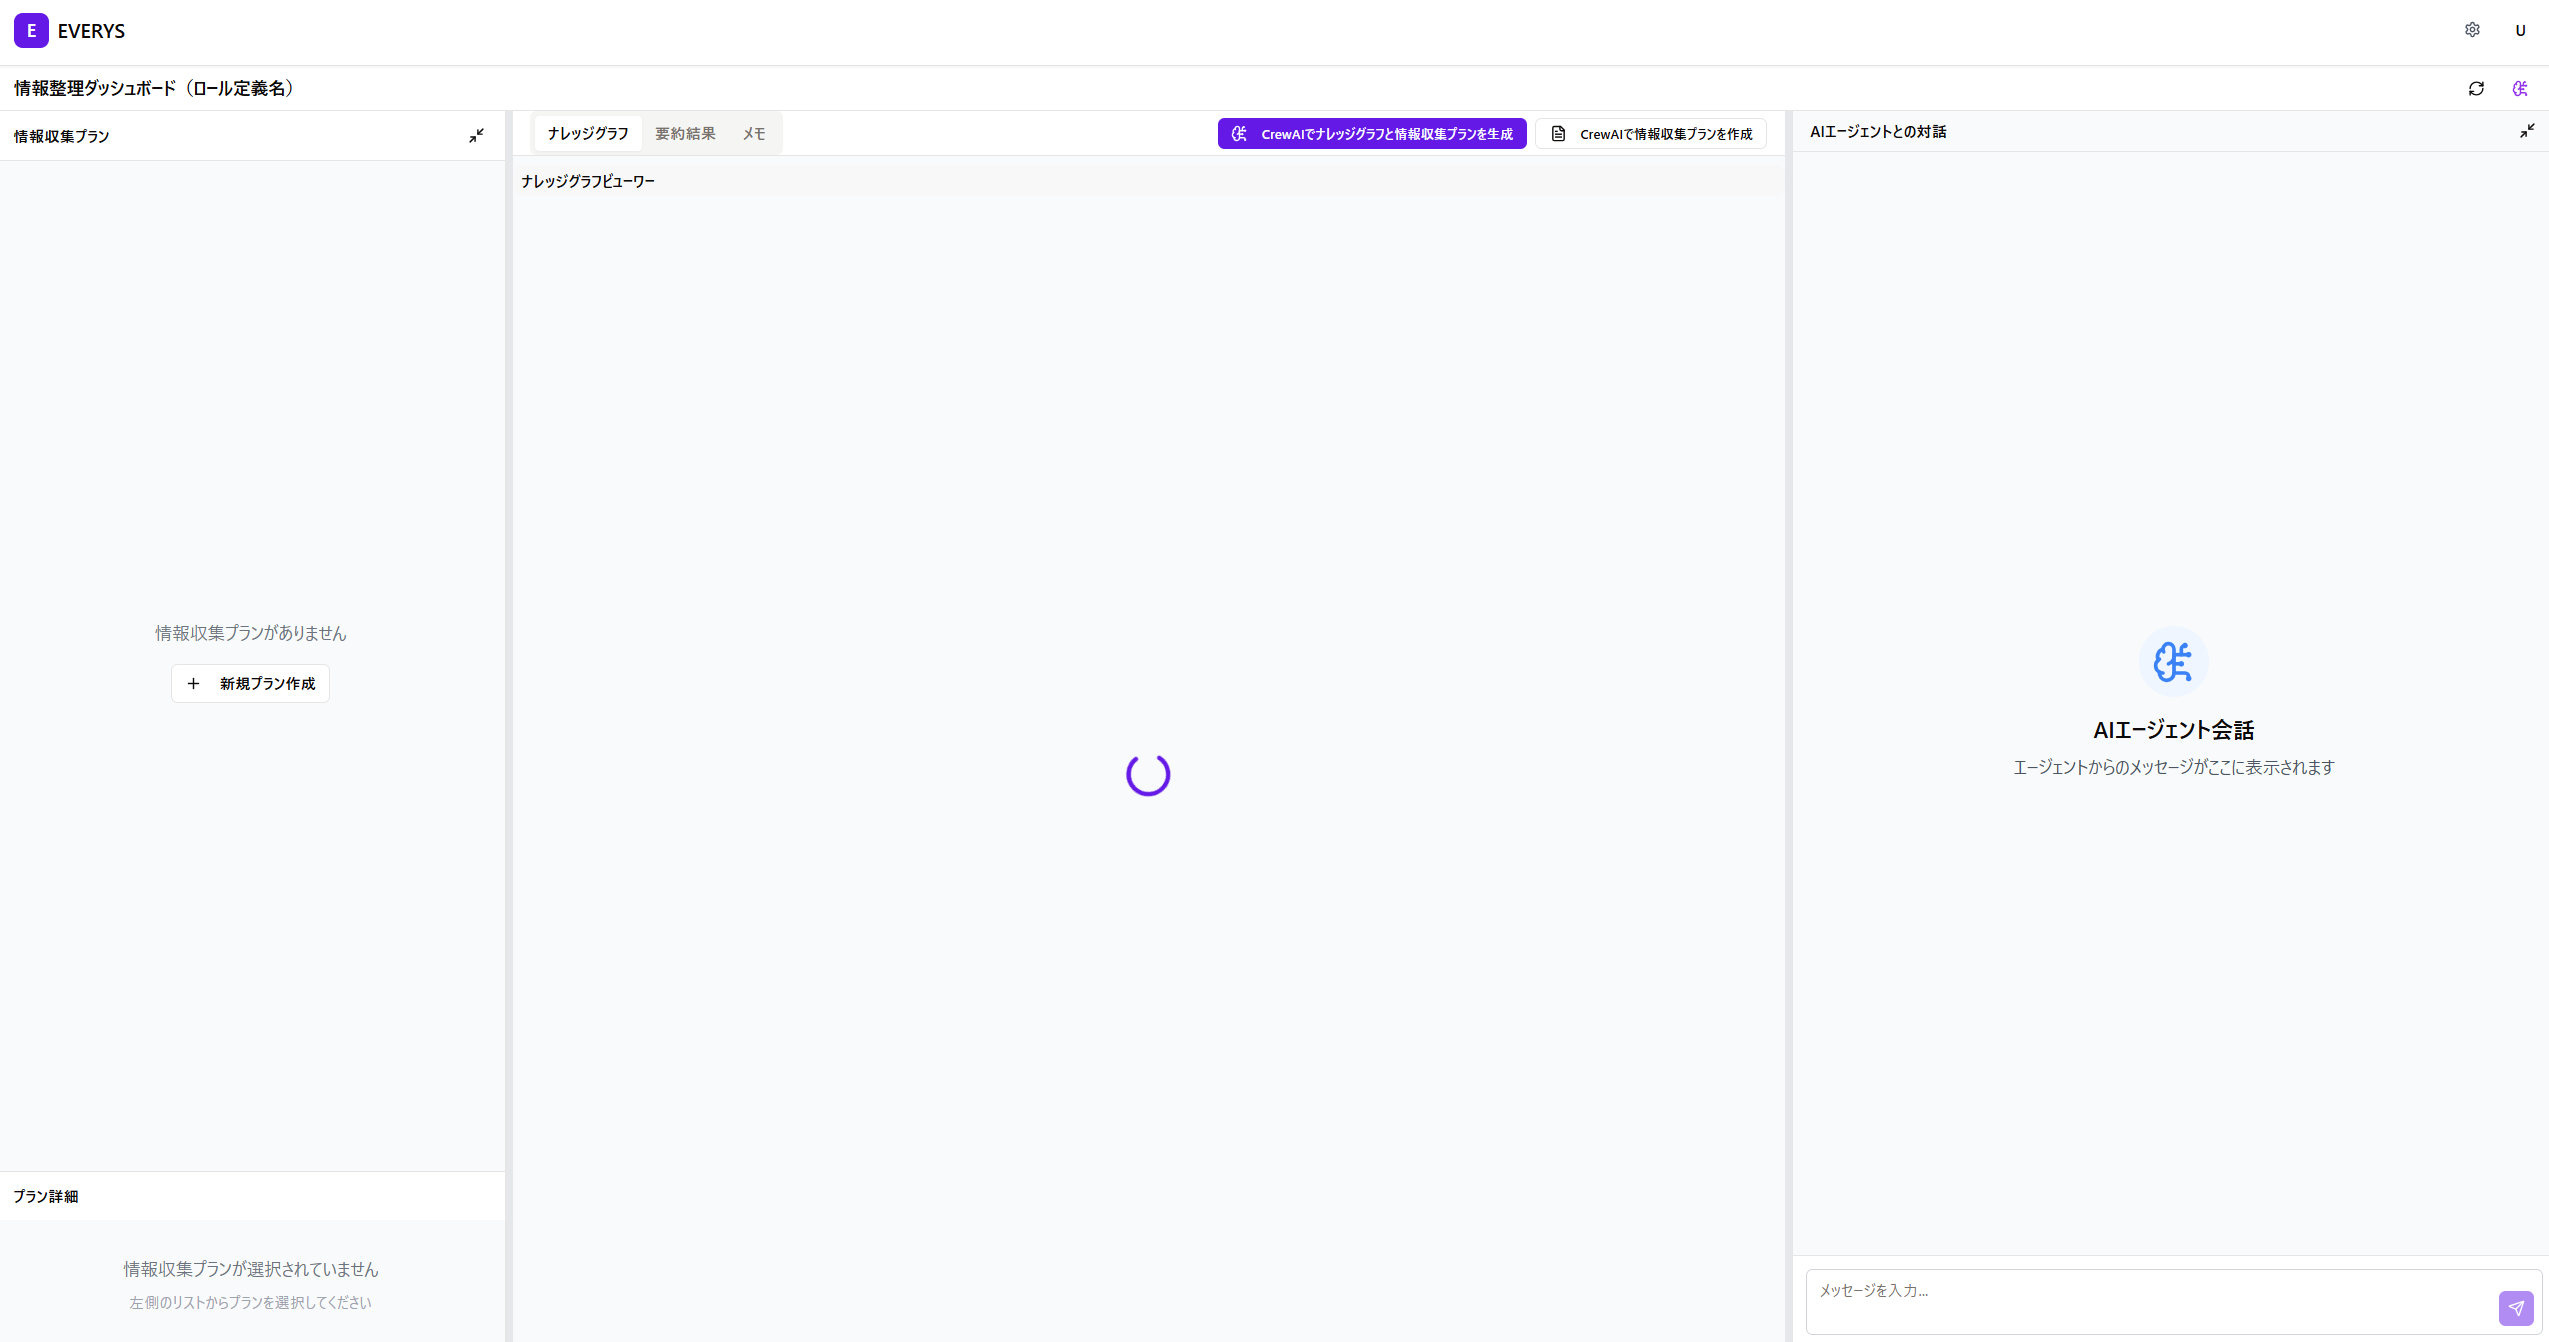 E EVERYS
U
情報整理ダッシュボード（ロール定義名）
情報収集プラン
情報収集プランがありません
新規プラン作成
プラン詳細
情報収集プランが選択されていません
左側のリストからプランを選択してください
ナレッジグラフ 要約結果 メモ
CrewAIでナレッジグラフと情報収集プランを生成
CrewAIで情報収集プランを作成
ナレッジグラフビューワー
AIエージェントとの対話
AIエージェント会話
エージェントからのメッセージがここに表示されます
メッセージを入力...